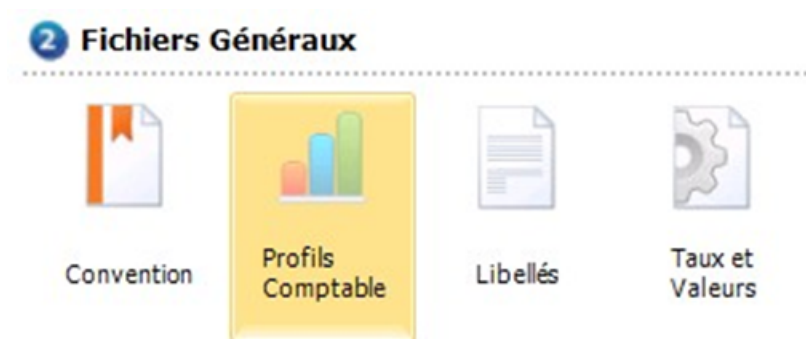 2 Fichiers Généraux
Convention
Profils
Comptable
Libellés
Taux et
Valeurs